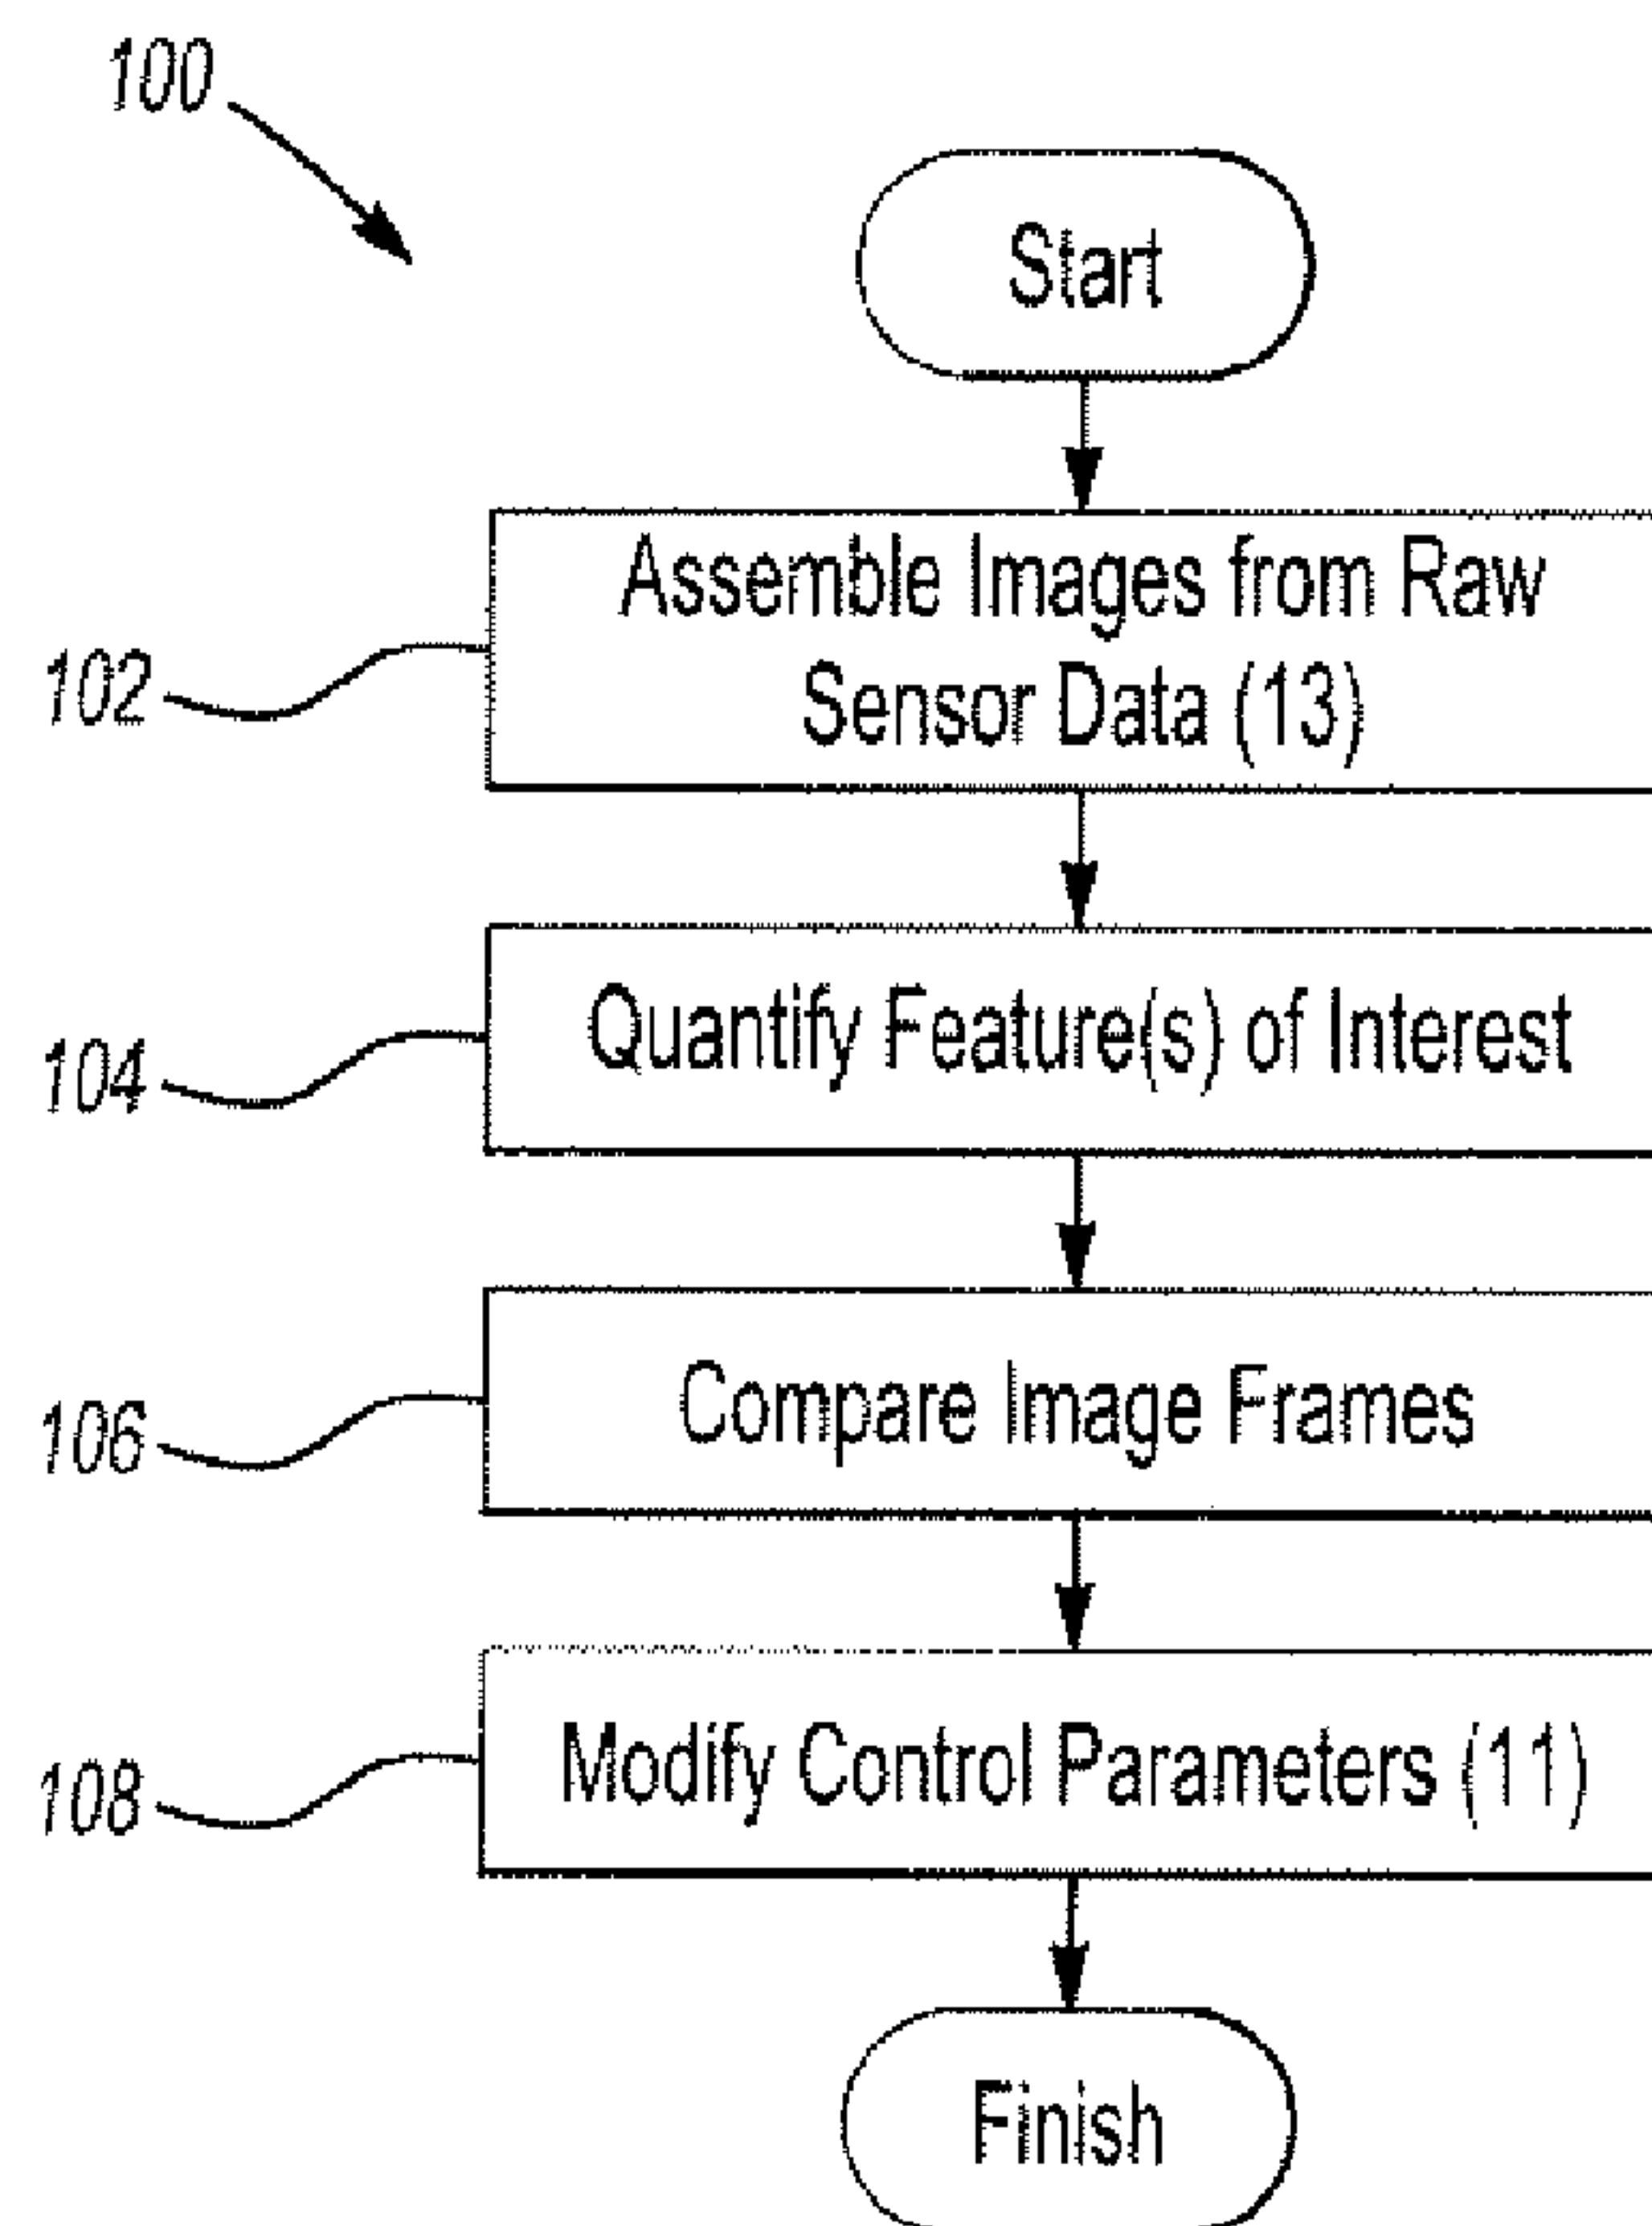 100
Start
Assemble Images from Raw
Sensor Data (13)
102
Quantify Feature(s) of Interest
104
Compare Image Frames
106
Modify Control Parameters (11)
108
Finish